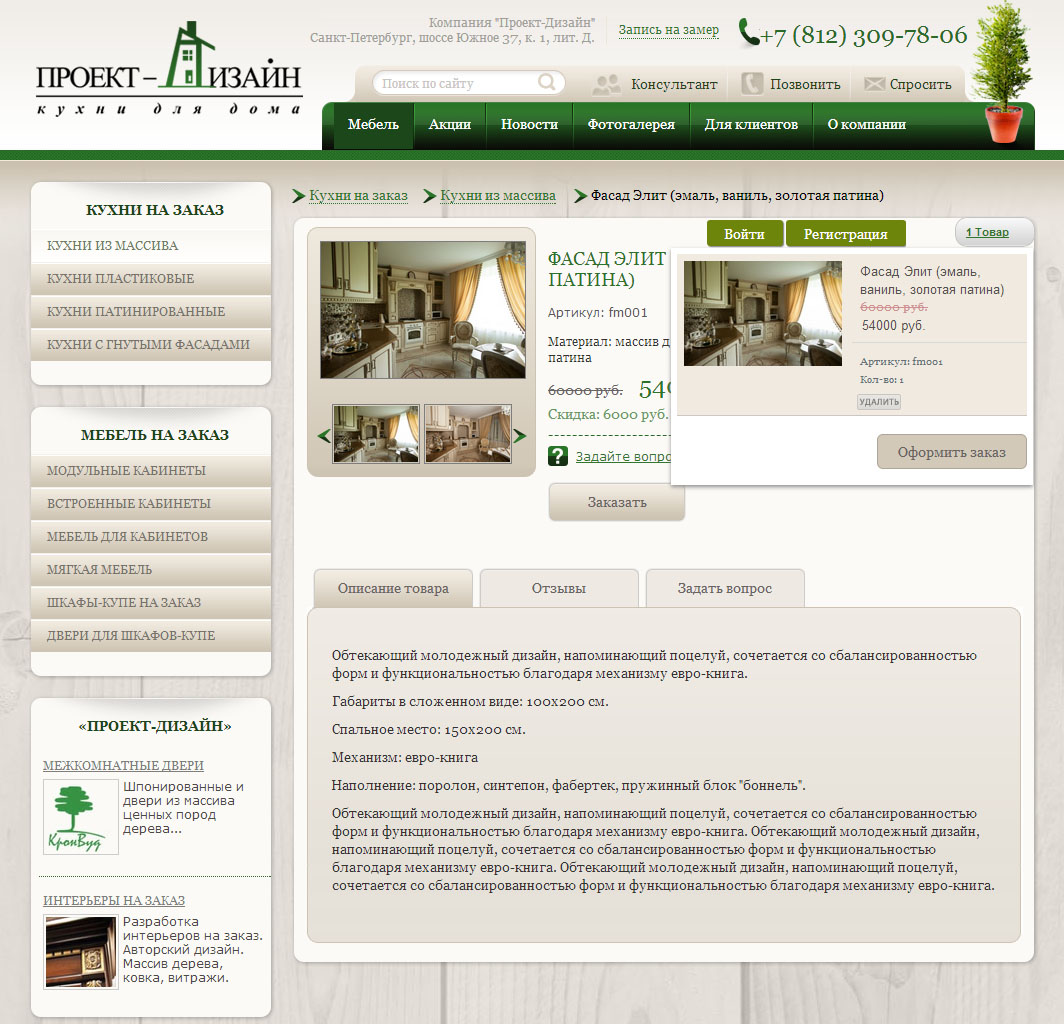 ПРОЕКТ-ДИЗАЙН
кухни для дома
Компания "Проект-Дизайн"
Санкт-Петербург, шоссе Южное 37, к. 1, лит. Д.
Запись на замер
+7 (812) 309-78-06
Поиск по сайту
Консультант
Позвонить
Спросить
Мебель
Акции
Новости
Фотогалерея
Для клиентов
О компании
КУХНИ НА ЗАКАЗ
КУХНИ ИЗ МАССИВА
КУХНИ ПЛАСТИКОВЫЕ
КУХНИ ПАТИНИРОВАННЫЕ
КУХНИ С ГНУТЫМИ ФАСАДАМИ
МЕБЕЛЬ НА ЗАКАЗ
МОДУЛЬНЫЕ КАБИНЕТЫ
ВСТРОЕННЫЕ КАБИНЕТЫ
МЕБЕЛЬ ДЛЯ КАБИНЕТОВ
МЯГКАЯ МЕБЕЛЬ
ШКАФЫ-КУПЕ НА ЗАКАЗ
ДВЕРИ ДЛЯ ШКАФОВ-КУПЕ
«ПРОЕКТ-ДИЗАЙН»
МЕЖКОМНАТНЫЕ ДВЕРИ
КронВуд
Шпонированные и
двери из массива
ценных пород
дерева...
ИНТЕРЬЕРЫ НА ЗАКАЗ
Разработка
интерьеров на заказ.
Авторский дизайн.
Массив дерева,
ковка, витражи.
Кухни на заказ
Кухни из массива
Фасад Элит (эмаль, ваниль, золотая патина)
Войти
Регистрация
1 Товар
ФАСАД ЭЛИТ
ПАТИНА)
Артикул: fm001
Материал: массив д
патина
60000 руб. 540
Скидка: 6000 руб.
? Задайте вопро
Заказать
Фасад Элит (эмаль,
ваниль, золотая патина)
60000 руб.
54000 руб.
Артикул: fm001
Кол-во: 1
УДАЛИТЬ
Оформить заказ
Описание товара
Отзывы
Задать вопрос
Обтекающий молодежный дизайн, напоминающий поцелуй, сочетается со сбалансированностью
форм и функциональностью благодаря механизму евро-книга.
Габариты в сложенном виде: 100х200 см.
Спальное место: 150х200 см.
Механизм: евро-книга
Наполнение: поролон, синтепон, фабертек, пружинный блок "боннель".
Обтекающий молодежный дизайн, напоминающий поцелуй, сочетается со сбалансированностью
форм и функциональностью благодаря механизму евро-книга. Обтекающий молодежный дизайн,
напоминающий поцелуй, сочетается со сбалансированностью форм и функциональностью
благодаря механизму евро-книга. Обтекающий молодежный дизайн, напоминающий поцелуй,
сочетается со сбалансированностью форм и функциональностью благодаря механизму евро-книга.